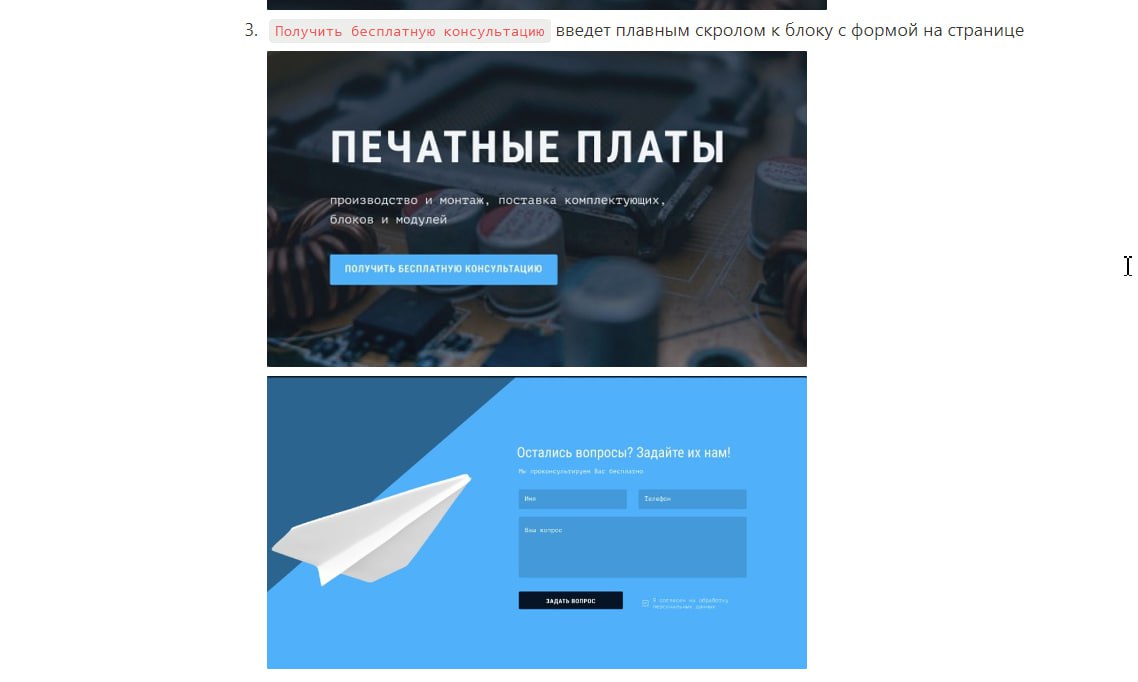 3. Получить бесплатную консультацию введет плавным скролом к блоку с формой на странице
ПЕЧАТНЫЕ ПЛАТЫ
производство и монтаж, поставка комплектующих,
блоков и модулей
ПОЛУЧИТЬ БЕСПЛАТНУЮ КОНСУЛЬТАЦИЮ
Остались вопросы? Задайте их нам!
Мы проконсультируем Вас бесплатно
Имя
Телефон
Ваш вопрос
ЗАДАТЬ ВОПРОС
Я согласен на обработку
персональных данных